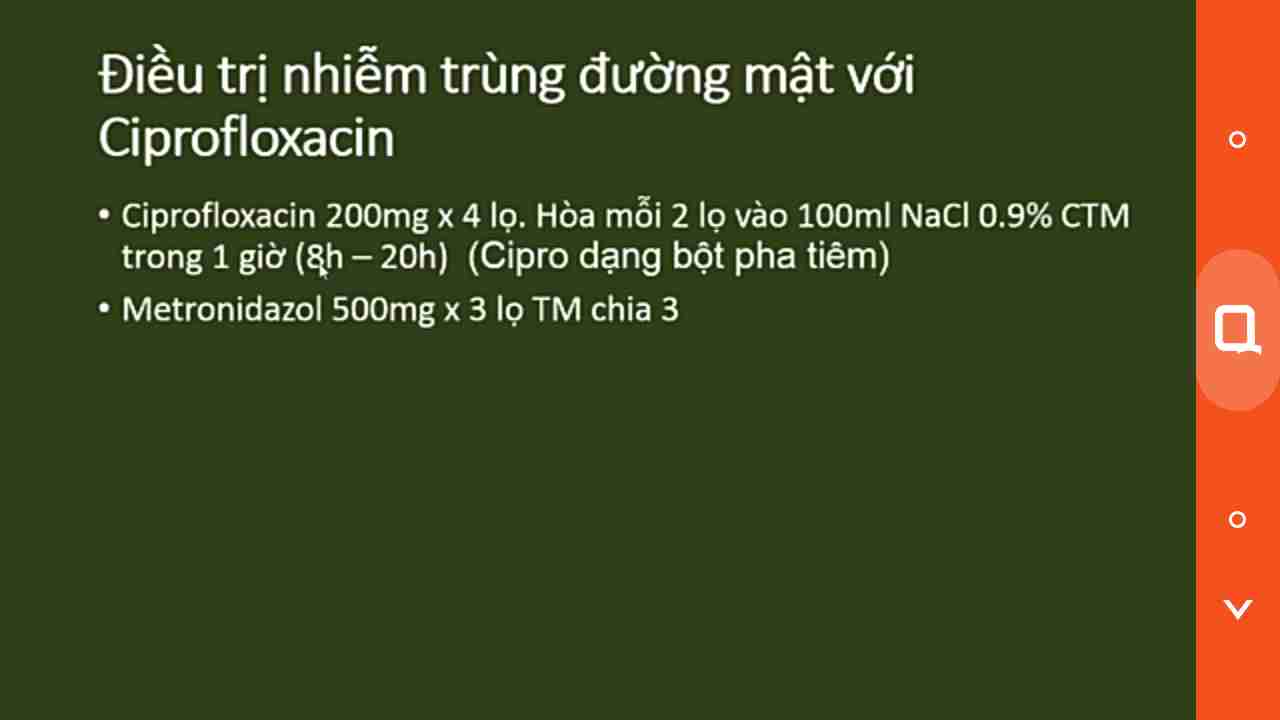 Điều trị nhiễm trùng đường mật với
Ciprofloxacin
• Ciprofloxacin 200mg x 4 lọ. Hòa mỗi 2 lọ vào 100ml NaCl 0.9% CTM
trong 1 giờ (8h – 20h) (Cipro dạng bột pha tiêm)
• Metronidazol 500mg x 3 lọ TM chia 3